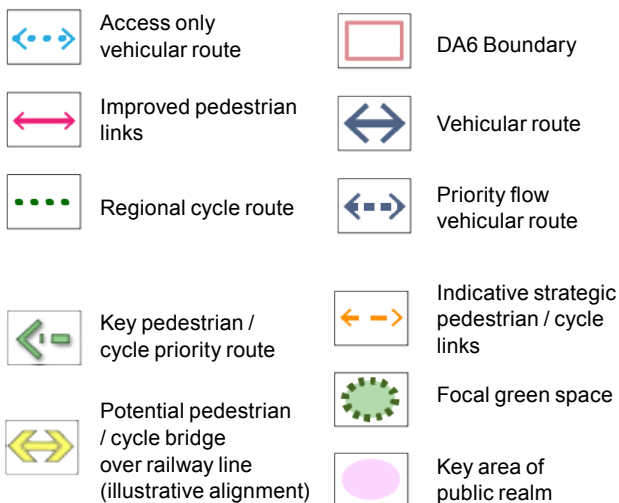 Access only
vehicular route
Improved pedestrian
links
Regional cycle route
Key pedestrian /
cycle priority route
Potential pedestrian
/ cycle bridge
over railway line
(illustrative alignment)
DA6 Boundary
Vehicular route
Priority flow
vehicular route
Indicative strategic
pedestrian / cycle
links
Focal green space
Key area of
public realm